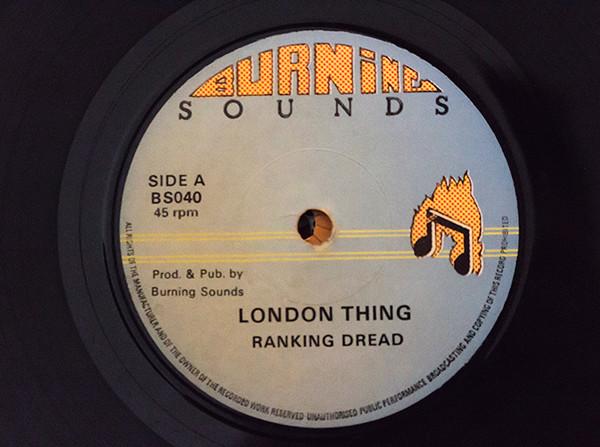 BURNING
SOUNDS
SIDE A
BS040
45 rpm
Prod. & Pub. by
Burning Sounds
LONDON THING
RANKING DREAD
ALL RIGHTS OF THE MANUFACTURER AND OF THE OWNER OF THE RECORDED WORK RESERVED UNAUTHORISED PUBLIC PERFORMANCE BROADCASTING AND COPYING OF THIS RECORD PROHIBITED